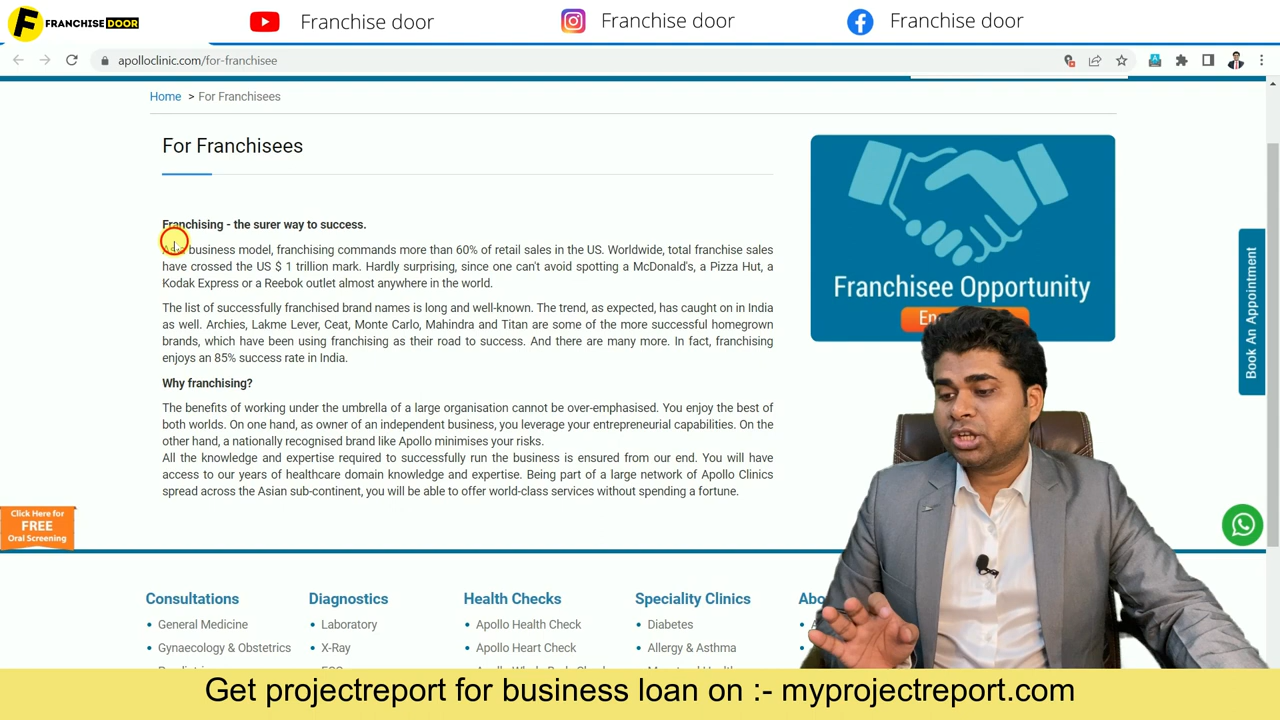 FRANCHISE DOOR
Franchise door
Franchise door
Franchise door
apolloclinic.com/for-franchisee
Home > For Franchisees
For Franchisees
Franchising - the surer way to success.
As a business model, franchising commands more than 60% of retail sales in the US. Worldwide, total franchise sales
have crossed the US $ 1 trillion mark. Hardly surprising, since one can't avoid spotting a McDonald's, a Pizza Hut, a
Kodak Express or a Reebok outlet almost anywhere in the world.
The list of successfully franchised brand names is long and well-known. The trend, as expected, has caught on in India
as well. Archies, Lakme Lever, Ceat, Monte Carlo, Mahindra and Titan are some of the more successful homegrown
brands, which have been using franchising as their road to success. And there are many more. In fact, franchising
enjoys an 85% success rate in India.
Why franchising?
The benefits of working under the umbrella of a large organisation cannot be over-emphasised. You enjoy the best of
both worlds. On one hand, as owner of an independent business, you leverage your entrepreneurial capabilities. On the
other hand, a nationally recognised brand like Apollo minimises your risks.
All the knowledge and expertise required to successfully run the business is ensured from our end. You will have
access to our years of healthcare domain knowledge and expertise. Being part of a large network of Apollo Clinics
spread across the Asian sub-continent, you will be able to offer world-class services without spending a fortune.
Franchisee Opportunity
Book An Appointment
Click Here for
FREE
Oral Screening
Consultations
General Medicine
Gynaecology & Obstetrics
Diagnostics
Laboratory
X-Ray
Health Checks
Apollo Health Check
Apollo Heart Check
Speciality Clinics
Diabetes
Allergy & Asthma
Get projectreport for business loan on :- myprojectreport.com